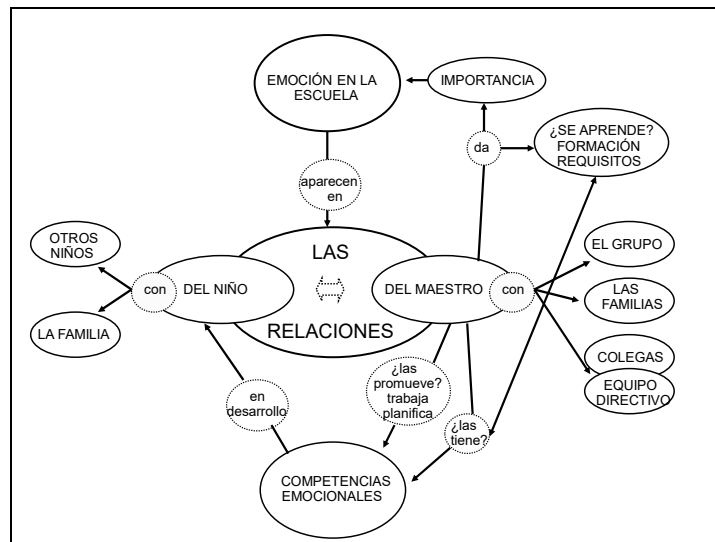 EMOCIÓN EN LA
ESCUELA
IMPORTANCIA
¿SE APRENDE?
FORMACIÓN
REQUISITOS
da
aparecen
en
OTROS
NIÑOS
LAS
EL GRUPO
con
DEL NIÑO
DEL MAESTRO
con
LAS
FAMILIAS
LA FAMILIA
RELACIONES
COLEGAS
EQUIPO
DIRECTIVO
¿las
promueve?
trabaja
planifica
en
desarrollo
¿las
tiene?
COMPETENCIAS
EMOCIONALES